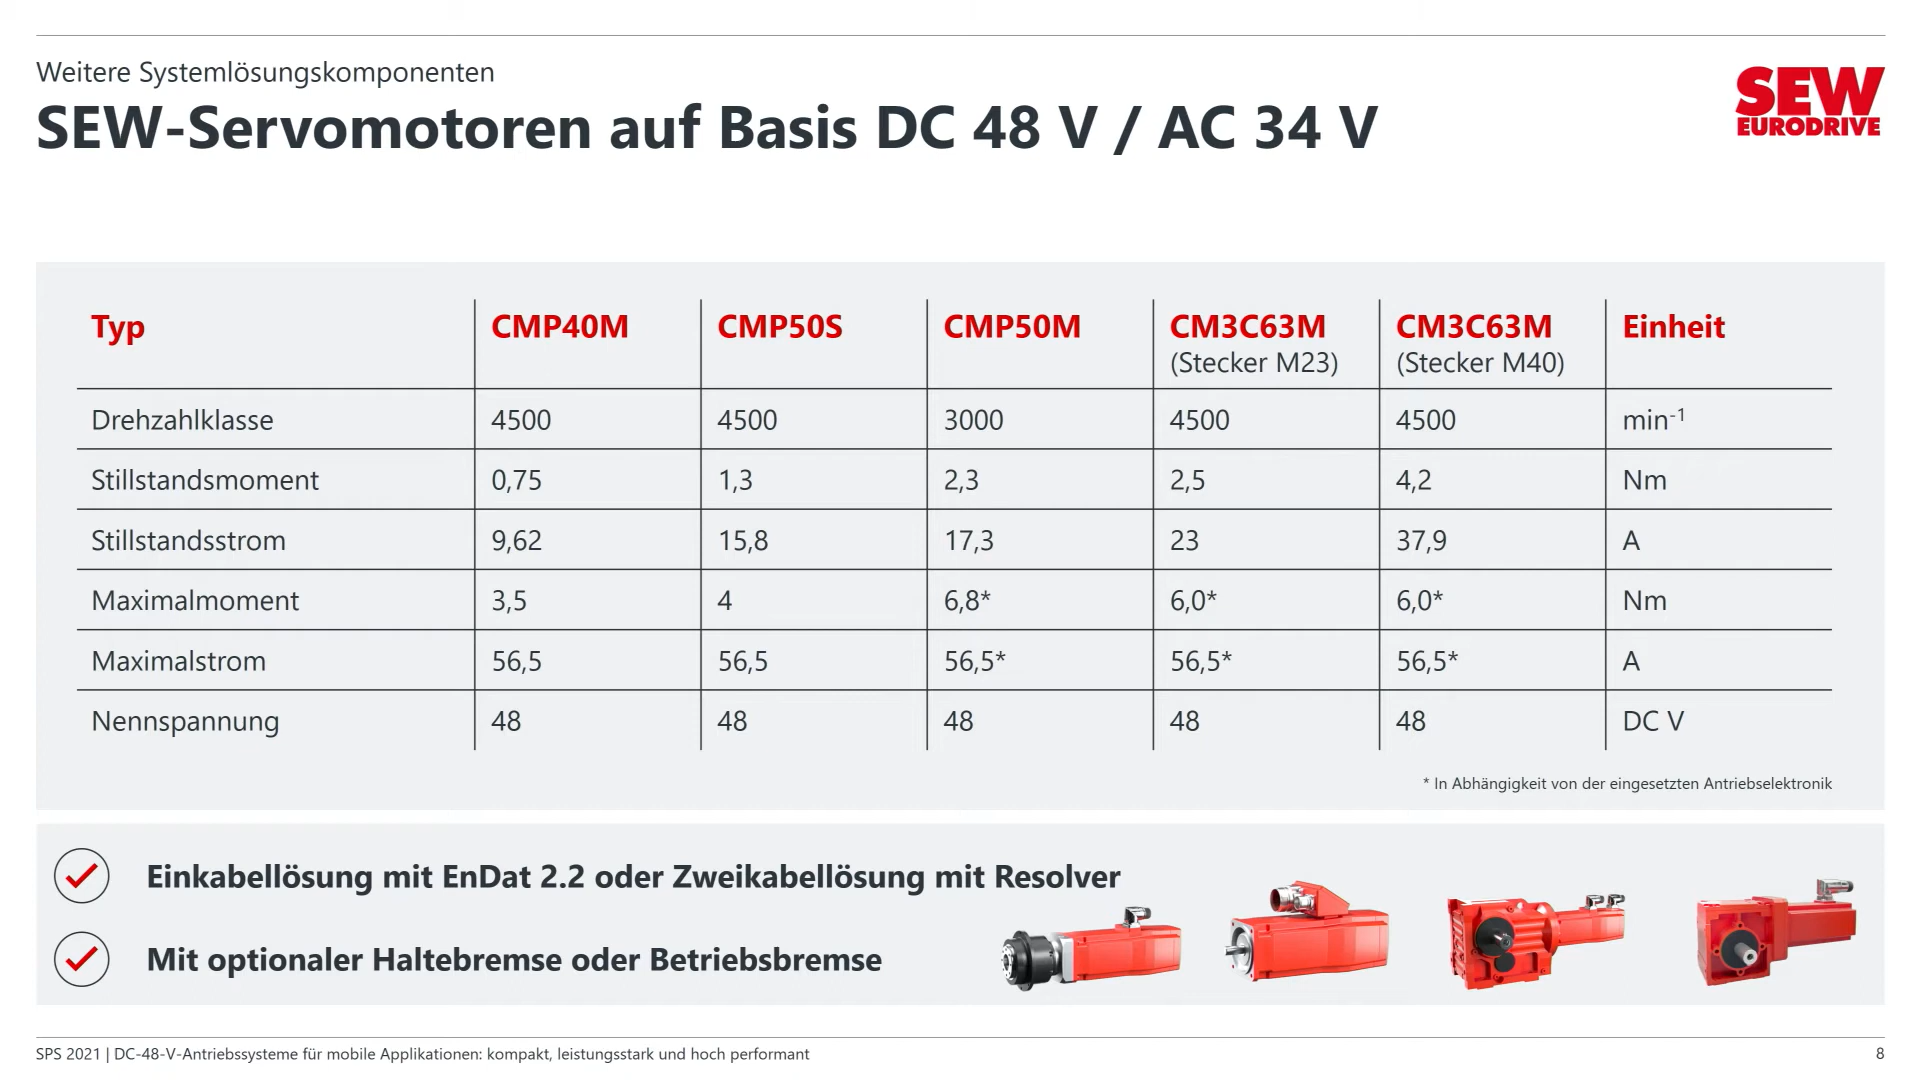 Weitere Systemlösungskomponenten
SEW-Servomotoren auf Basis DC 48 V / AC 34 V
SEW
EURODRIVE
Typ CMP40M CMP50S CMP50M CM3C63M CM3C63M Einheit
(Stecker M23) (Stecker M40)
Drehzahlklasse 4500 4500 3000 4500 4500 min⁻¹
Stillstandsmoment 0,75 1,3 2,3 2,5 4,2 Nm
Stillstandsstrom 9,62 15,8 17,3 23 37,9 A
Maximalmoment 3,5 4 6,8* 6,0* 6,0* Nm
Maximalstrom 56,5 56,5 56,5* 56,5* 56,5* A
Nennspannung 48 48 48 48 48 DC V
* In Abhängigkeit von der eingesetzten Antriebselektronik
Einkabellösung mit EnDat 2.2 oder Zweikabellösung mit Resolver
Mit optionaler Haltebremse oder Betriebsbremse
SPS 2021 | DC-48-V-Antriebssysteme für mobile Applikationen: kompakt, leistungsstark und hoch performant 8